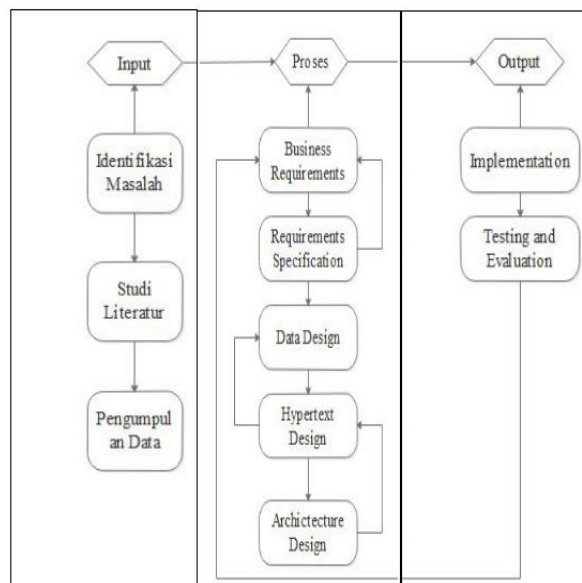 Input
Identifikasi
Masalah
Studi
Literatur
Pengumpul
an Data
Proses
Business
Requirements
Requirements
Specification
Data Design
Hypertext
Design
Archictecture
Design
Output
Implementation
Testing and
Evaluation